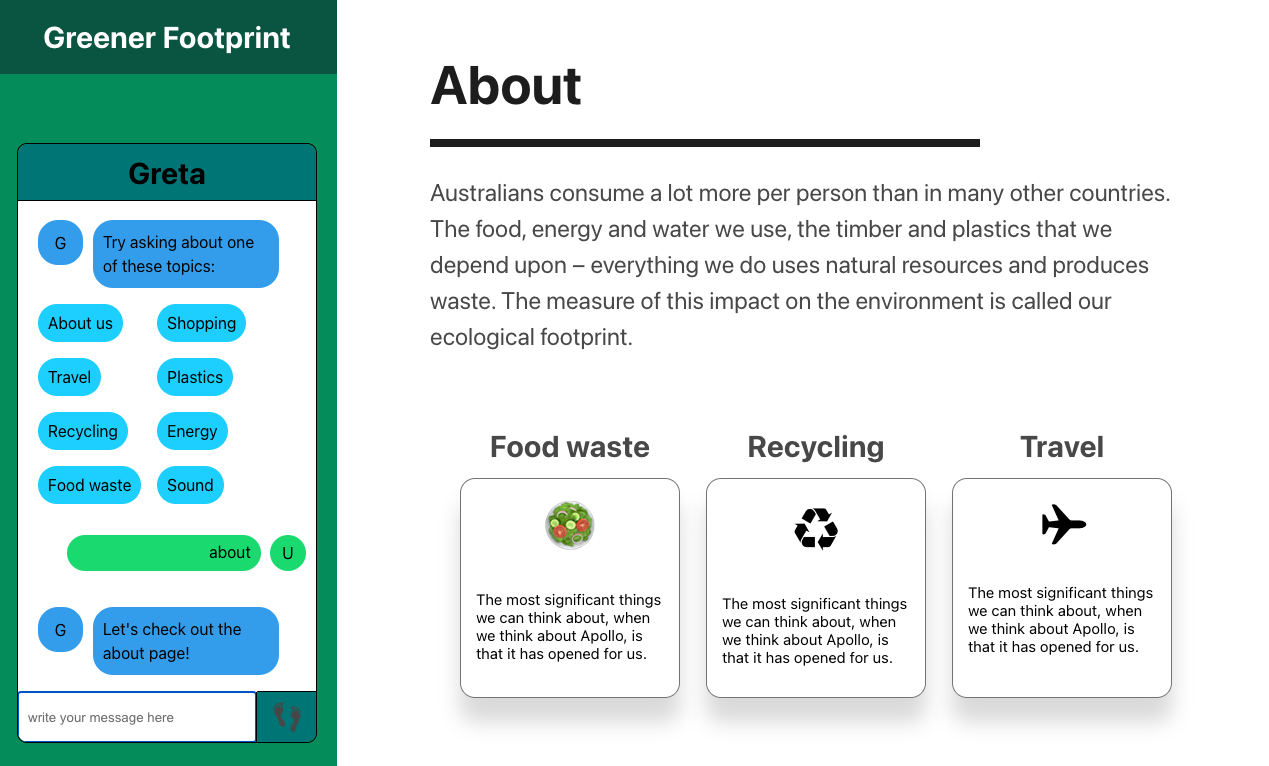 Greener Footprint
Greta
G
Try asking about one
of these topics:
About us
Shopping
Travel
Plastics
Recycling
Energy
Food waste
Sound
about
U
G
Let's check out the
about page!
write your message here
About
Australians consume a lot more per person than in many other countries.
The food, energy and water we use, the timber and plastics that we
depend upon – everything we do uses natural resources and produces
waste. The measure of this impact on the environment is called our
ecological footprint.
Food waste
The most significant things
we can think about, when
we think about Apollo, is
that it has opened for us.
Recycling
The most significant things
we can think about, when
we think about Apollo, is
that it has opened for us.
Travel
The most significant things
we can think about, when
we think about Apollo, is
that it has opened for us.